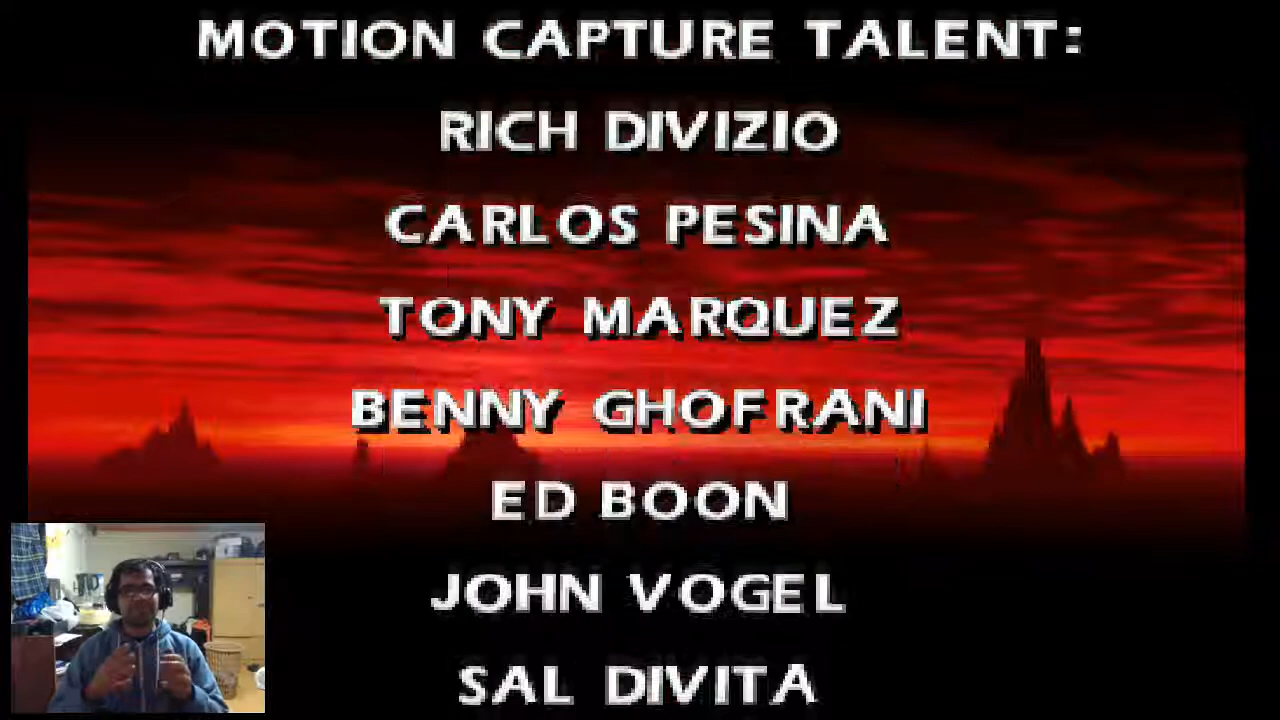 MOTION CAPTURE TALENT:
RICH DIVIZIO
CARLOS PESINA
TONY MARQUEZ
BENNY GHOFRANI
ED BOON
JOHN VOGEL
SAL DIVITA